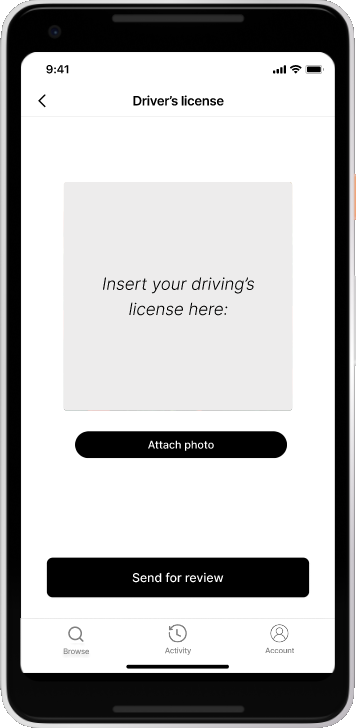 9:41
Driver's license
Insert your driving's
license here:
Attach photo
Send for review
Browse
Activity
Account